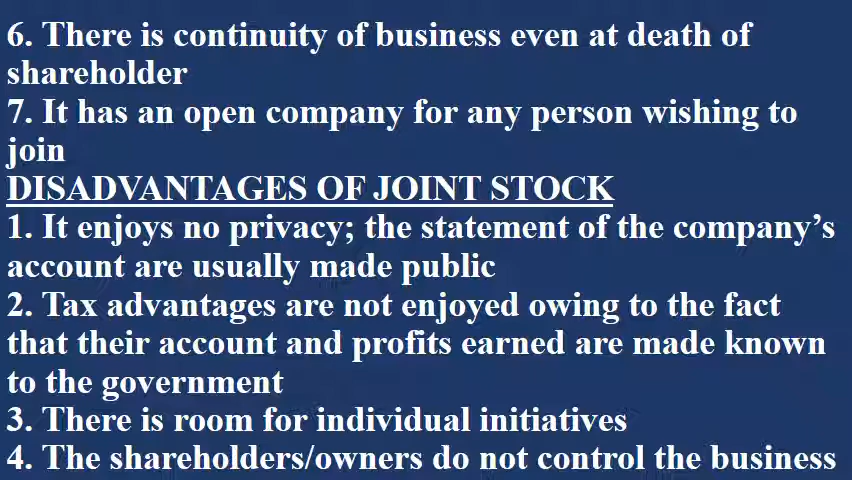 6. There is continuity of business even at death of
shareholder
7. It has an open company for any person wishing to
join
DISADVANTAGES OF JOINT STOCK
1. It enjoys no privacy; the statement of the company’s
account are usually made public
2. Tax advantages are not enjoyed owing to the fact
that their account and profits earned are made known
to the government
3. There is room for individual initiatives
4. The shareholders/owners do not control the business